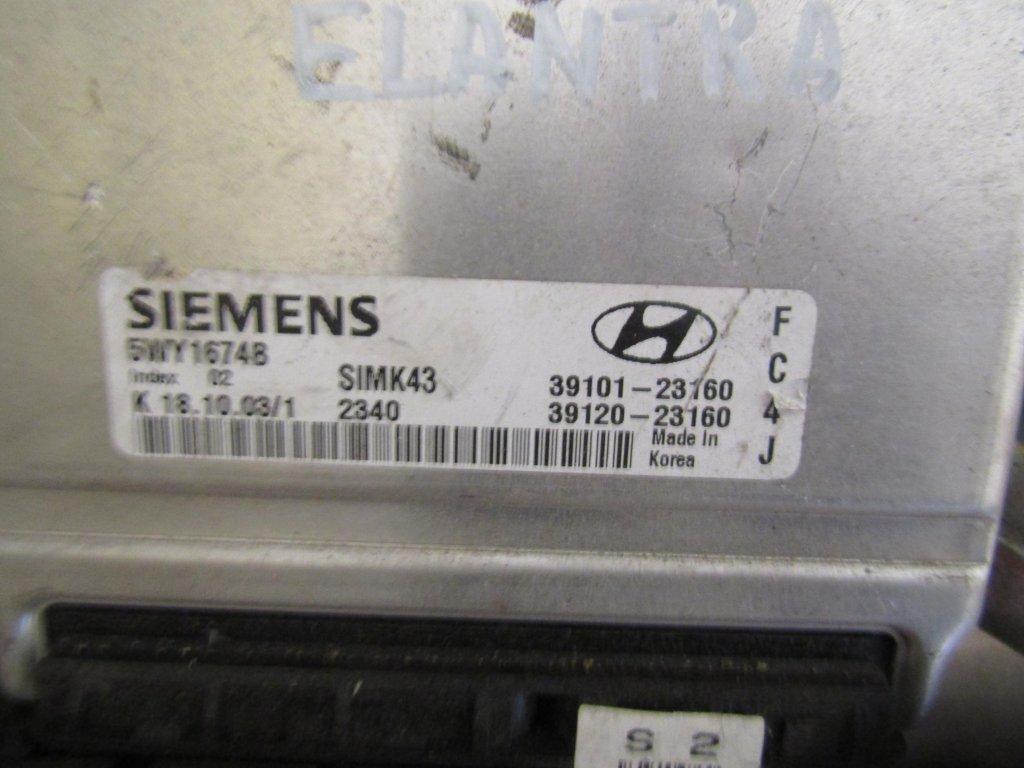 ELANTRA
SIEMENS
5WY1674B
Index 02
SIMK43
K 18.10.03/1 2340
39101-23160
39120-23160
Made In
Korea
F
C
4
J
S 2